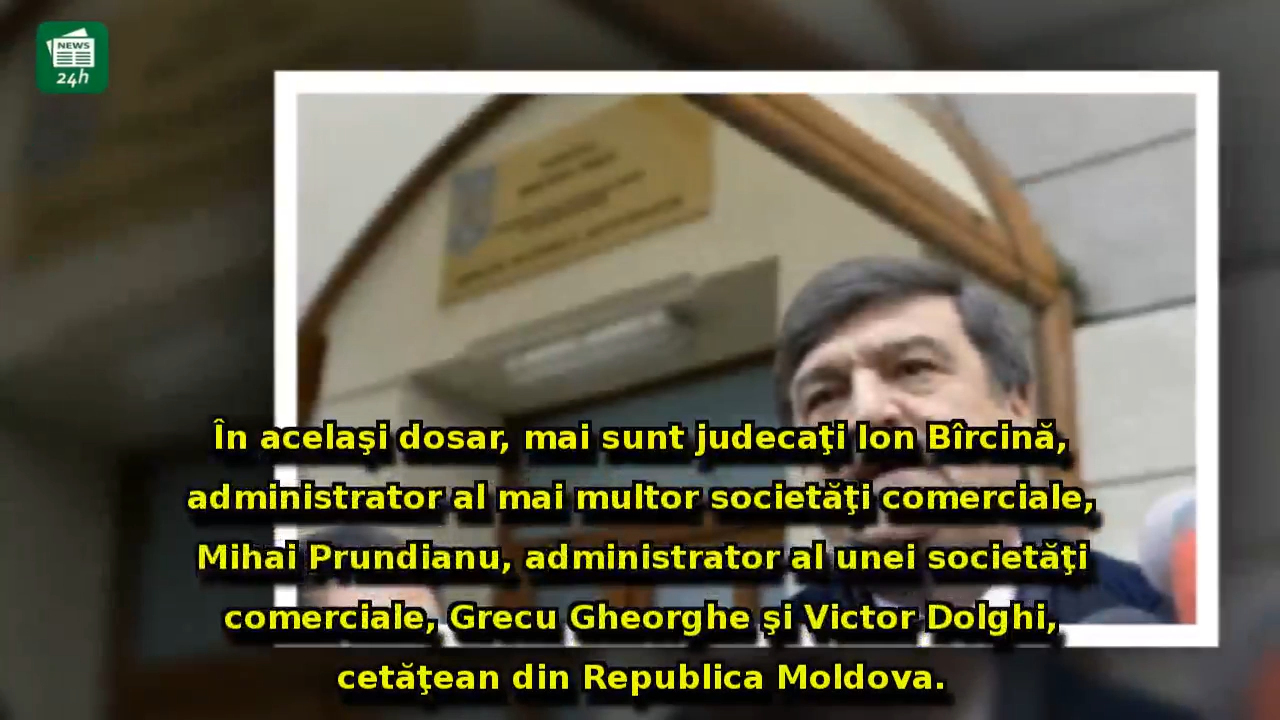 NEWS
24h
În acelaşi dosar, mai sunt judecaţi Ion Bîrcină,
administrator al mai multor societăţi comerciale,
Mihai Prundianu, administrator al unei societăţi
comerciale, Grecu Gheorghe şi Victor Dolghi,
cetăţean din Republica Moldova.